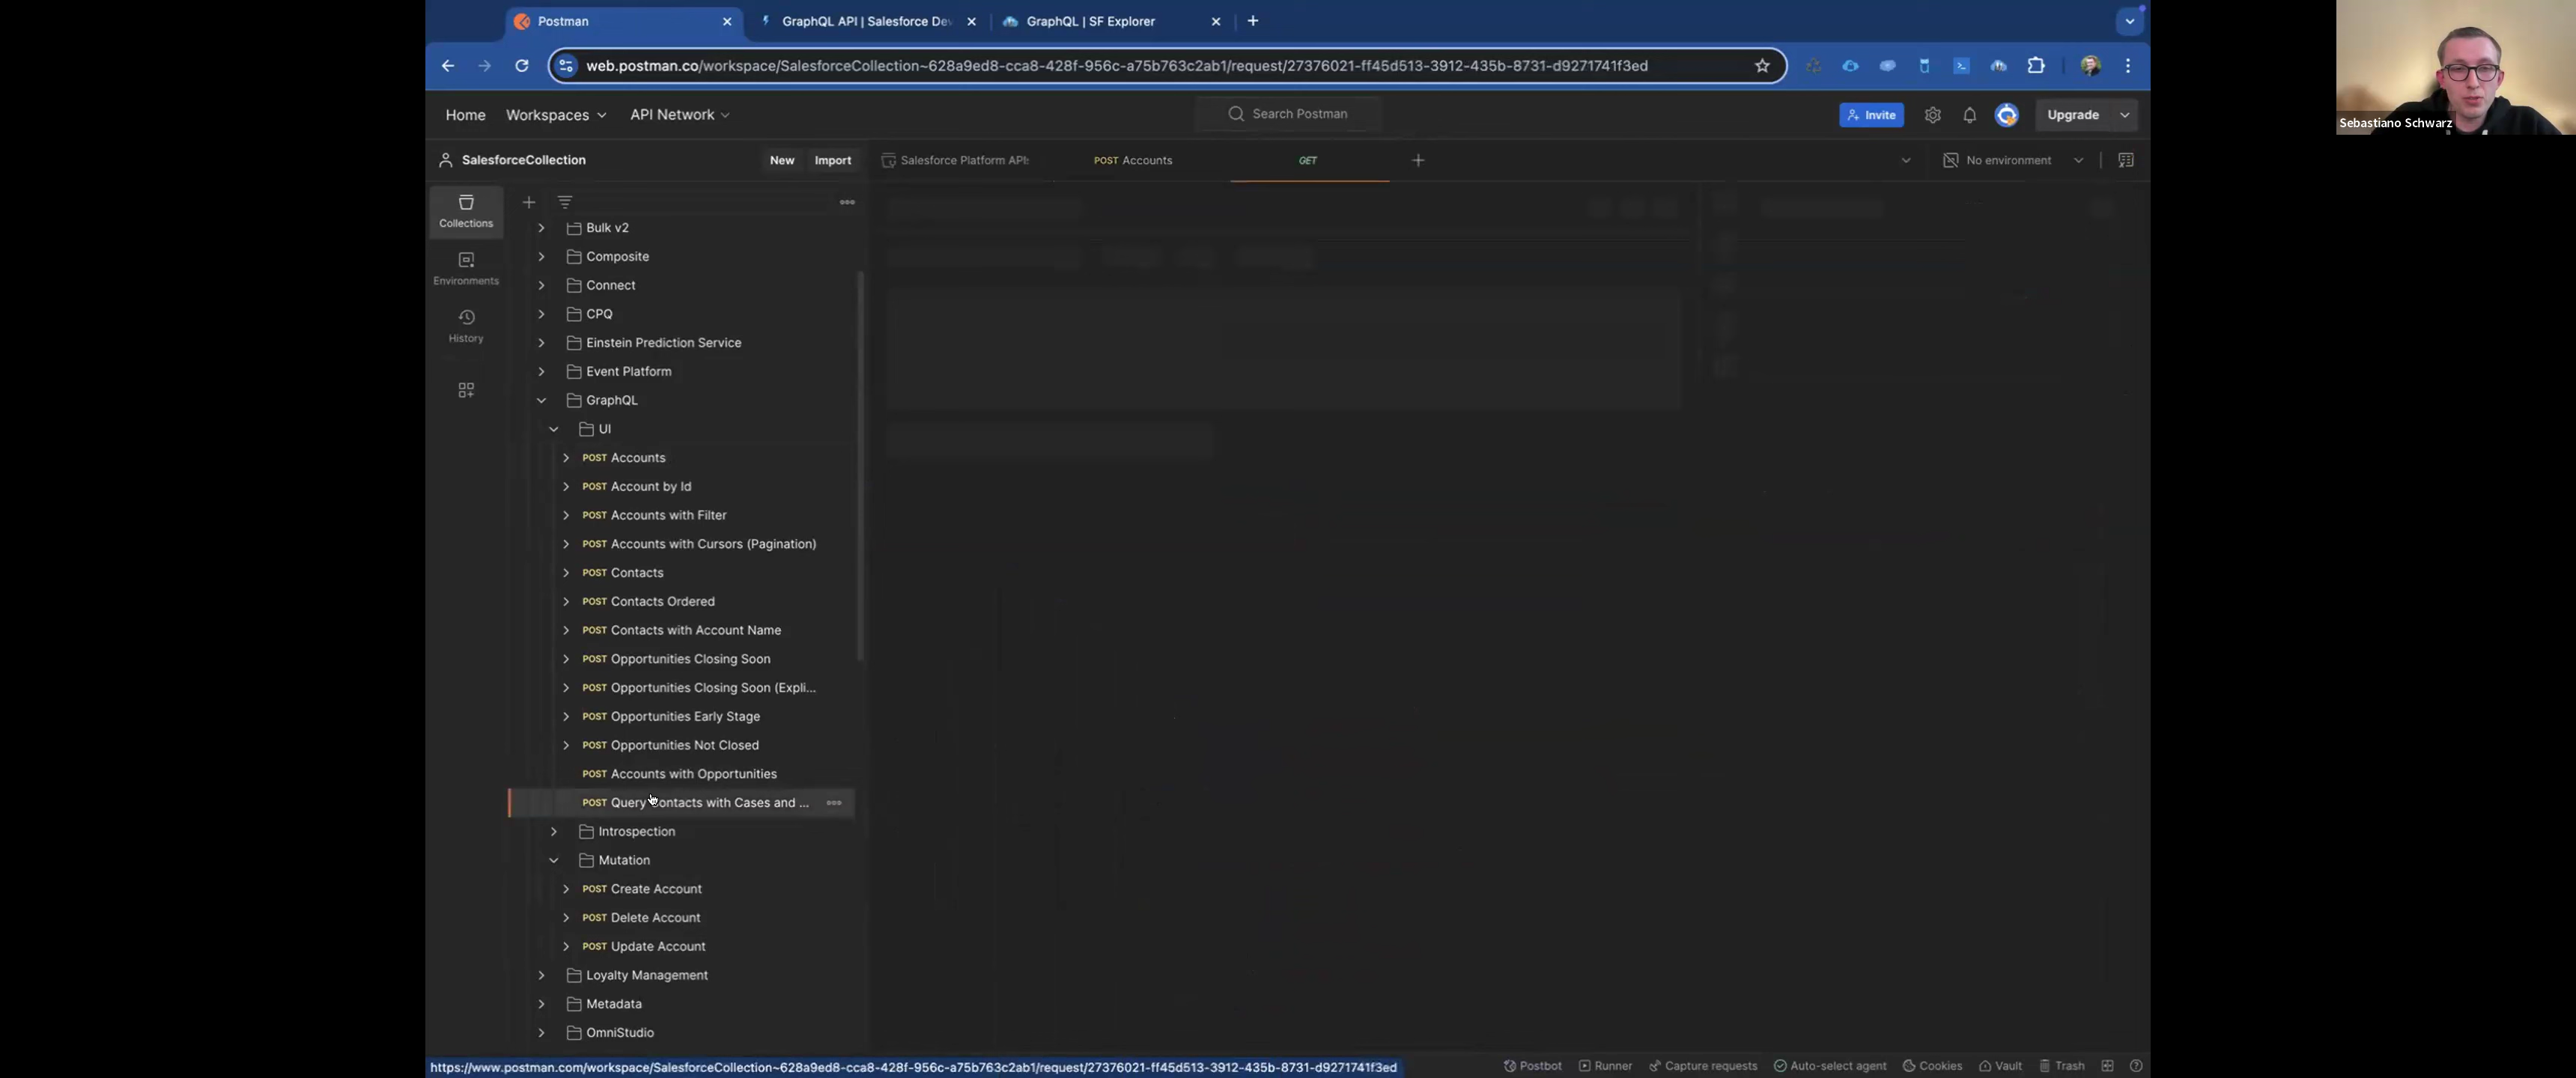 Postman
GraphQL API | Salesforce Dev
GraphQL | SF Explorer
web.postman.co/workspace/SalesforceCollection~628a9ed8-cca8-428f-956c-a75b763c2ab1/request/27376021-ff45d513-3912-435b-8731-d9271741f3ed
Sebastiano Schwarz
Home
Workspaces
API Network
Search Postman
Invite
Upgrade
SalesforceCollection
New
Import
Salesforce Platform APIs
POST Accounts
GET
No environment
Collections
Environments
History
Bulk v2
Composite
Connect
CPQ
Einstein Prediction Service
Event Platform
GraphQL
UI
POST Accounts
POST Account by Id
POST Accounts with Filter
POST Accounts with Cursors (Pagination)
POST Contacts
POST Contacts Ordered
POST Contacts with Account Name
POST Opportunities Closing Soon
POST Opportunities Closing Soon (Expli...
POST Opportunities Early Stage
POST Opportunities Not Closed
POST Accounts with Opportunities
POST Query Contacts with Cases and ...
Introspection
Mutation
POST Create Account
POST Delete Account
POST Update Account
Loyalty Management
Metadata
OmniStudio
https://www.postman.com/workspace/SalesforceCollection~628a9ed8-cca8-428f-956c-a75b763c2ab1/request/27376021-ff45d513-3912-435b-8731-d9271741f3ed
Postbot
Runner
Capture requests
Auto-select agent
Cookies
Vault
Trash